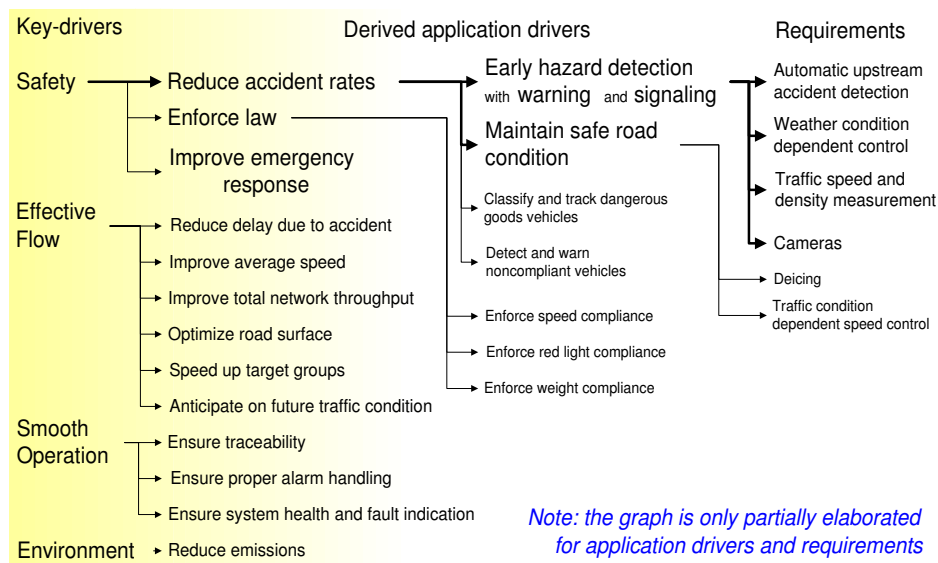 Key-drivers
Derived application drivers
Requirements
Safety
Reduce accident rates
Enforce law
Improve emergency
response
Early hazard detection
with warning and signaling
Maintain safe road
condition
Classify and track dangerous
goods vehicles
Detect and warn
noncompliant vehicles
Enforce speed compliance
Enforce red light compliance
Enforce weight compliance
Automatic upstream
accident detection
Weather condition
dependent control
Traffic speed and
density measurement
Cameras
Deicing
Traffic condition
dependent speed control
Effective
Flow
Reduce delay due to accident
Improve average speed
Improve total network throughput
Optimize road surface
Speed up target groups
Anticipate on future traffic condition
Smooth
Operation
Ensure traceability
Ensure proper alarm handling
Ensure system health and fault indication
Environment
Reduce emissions
Note: the graph is only partially elaborated
for application drivers and requirements